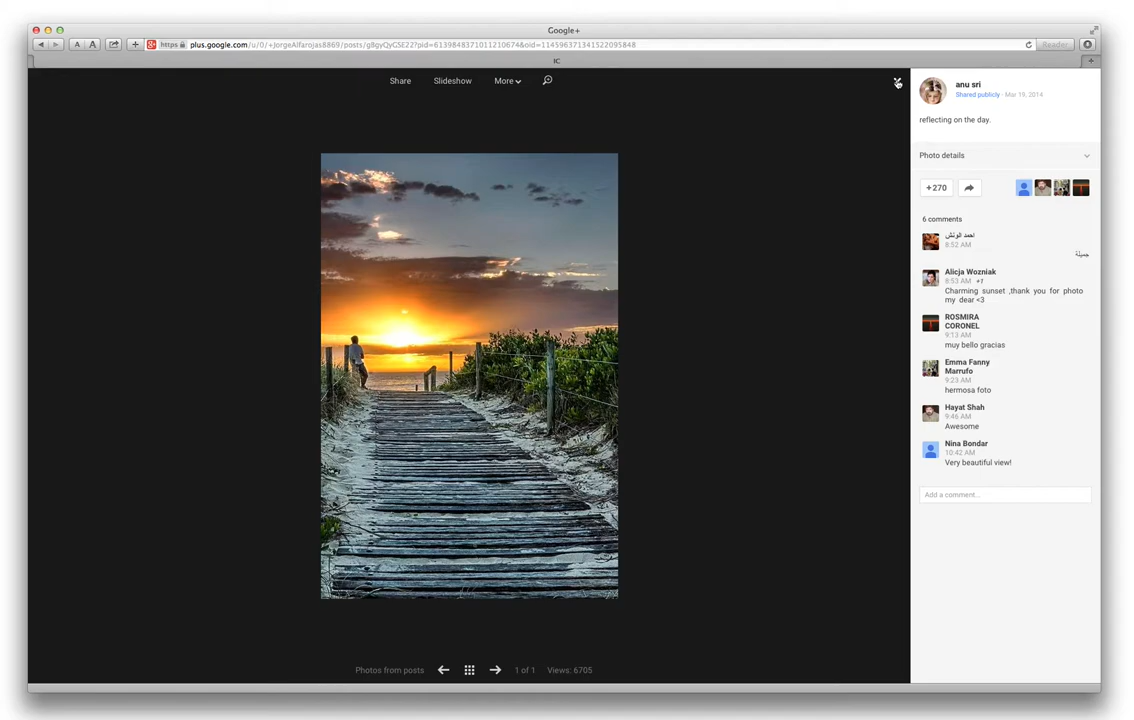 Google+
A A + https plus.google.com/u/0/+JorgeAlfarojas8869/posts/g8gyQyGSE22?pid=6139848371011210674&oid=114596371341522095848 Reader
IC
Share Slideshow More
anu sri
Shared publicly - Mar 19, 2014
reflecting on the day.
Photo details
+270
6 comments
احمد الونش
8:52 AM
جميلة
Alicja Wozniak
8:53 AM +1
Charming sunset ,thank you for photo
my dear <3
ROSMIRA
CORONEL
9:13 AM
muy bello gracias
Emma Fanny
Marrufo
9:23 AM
hermosa foto
Hayat Shah
9:46 AM
Awesome
Nina Bondar
10:42 AM
Very beautiful view!
Add a comment...
Photos from posts 1 of 1 Views: 6705